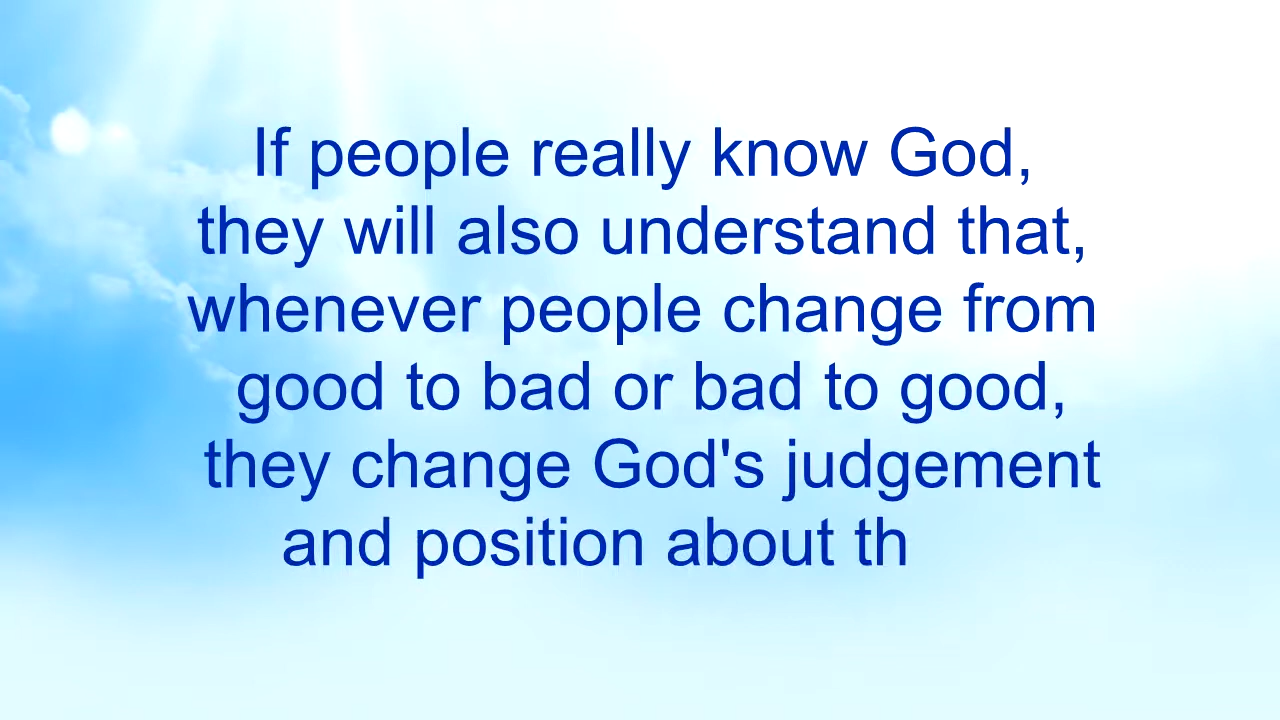 If people really know God,
they will also understand that,
whenever people change from
good to bad or bad to good,
they change God's judgement
and position about th